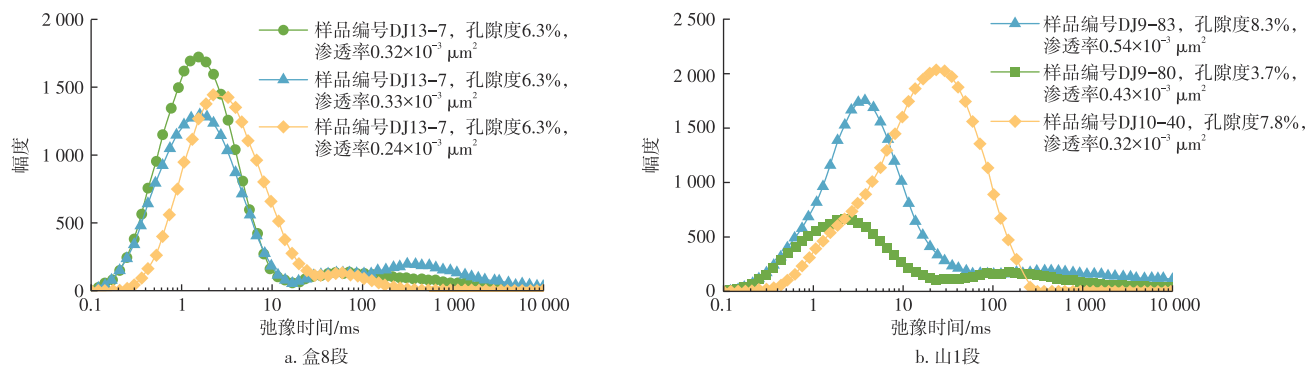 2 000
1 500
1 000
500
0
幅度
0.1
1
10
100
1 000
10 000
弛豫时间/ms
样品编号DJ13-7，孔隙度6.3%，
渗透率0.32×10⁻³ μm²
样品编号DJ13-7，孔隙度6.3%，
渗透率0.33×10⁻³ μm²
样品编号DJ13-7，孔隙度6.3%，
渗透率0.24×10⁻³ μm²
a. 盒8段
2 500
2 000
1 500
1 000
500
0
幅度
0.1
1
10
100
1 000
10 000
弛豫时间/ms
样品编号DJ9-83，孔隙度8.3%，
渗透率0.54×10⁻³ μm²
样品编号DJ9-80，孔隙度3.7%，
渗透率0.43×10⁻³ μm²
样品编号DJ10-40，孔隙度7.8%，
渗透率0.32×10⁻³ μm²
b. 山1段